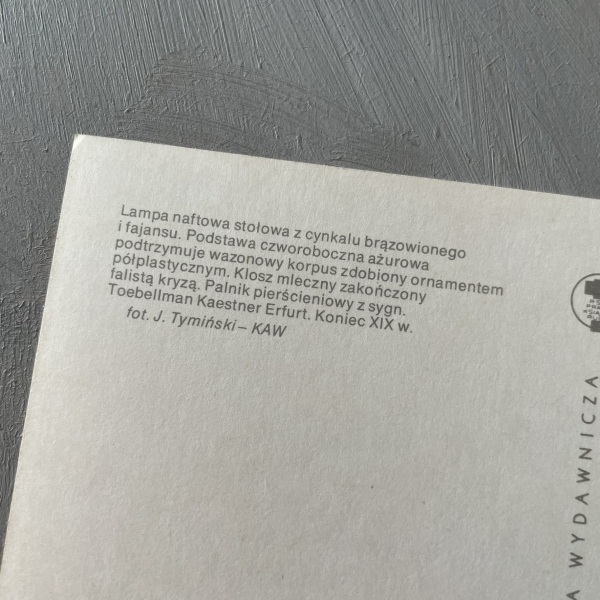 Lampa naftowa stołowa z cynkalu brązowionego
i fajansu. Podstawa czworoboczna ażurowa
podtrzymuje wazonowy korpus zdobiony ornamentem
półplastycznym. Klosz mleczny zakończony
falistą kryzą. Palnik pierścieniowy z sygn.
Toebellman Kaestner Erfurt. Koniec XIX w.
fot. J. Tymiński – KAW
A WYDAWNICZA